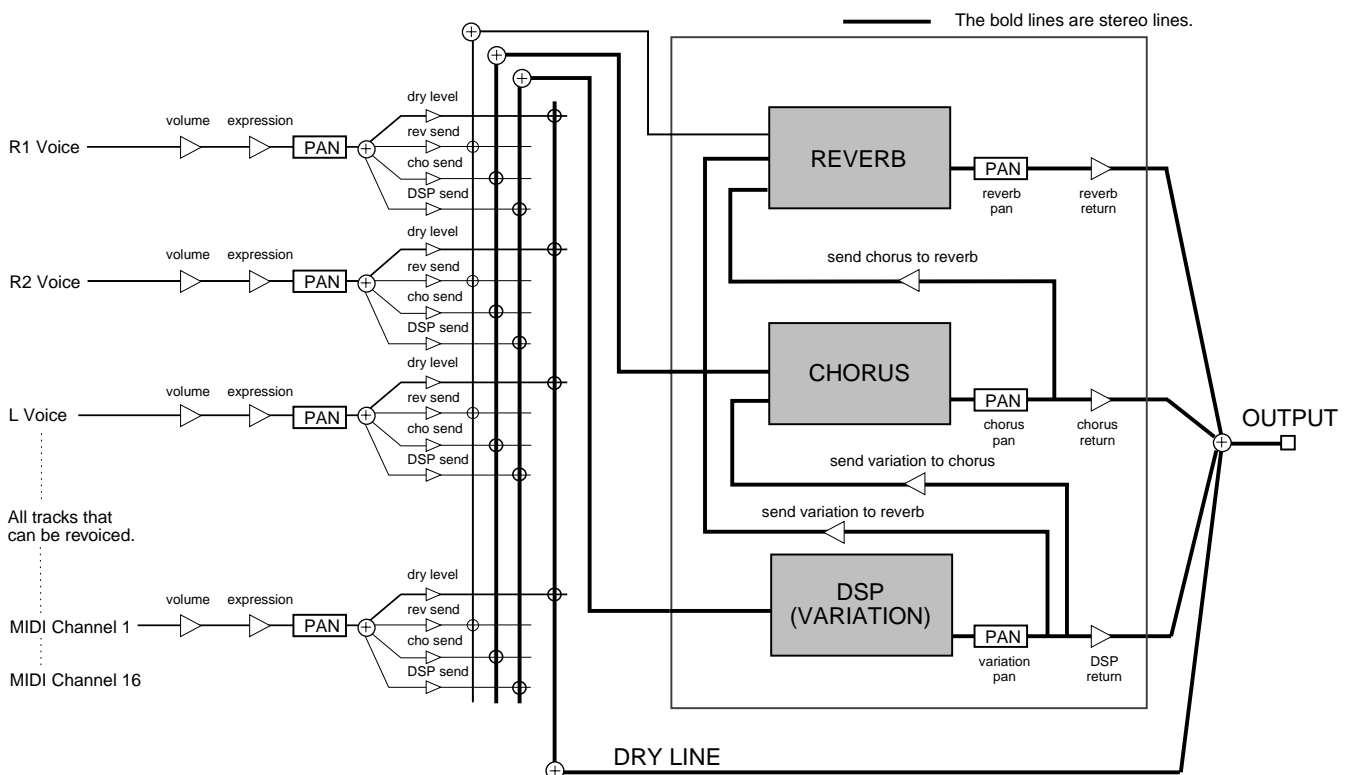 The bold lines are stereo lines.
R1 Voice
volume
expression
PAN
dry level
rev send
cho send
DSP send
R2 Voice
volume
expression
PAN
dry level
rev send
cho send
DSP send
L Voice
volume
expression
PAN
dry level
rev send
cho send
DSP send
All tracks that
can be revoiced.
MIDI Channel 1
volume
expression
PAN
dry level
rev send
cho send
DSP send
MIDI Channel 16
REVERB
PAN
reverb
pan
reverb
return
send chorus to reverb
CHORUS
PAN
chorus
pan
chorus
return
send variation to chorus
send variation to reverb
DSP
(VARIATION)
PAN
variation
pan
DSP
return
OUTPUT
DRY LINE